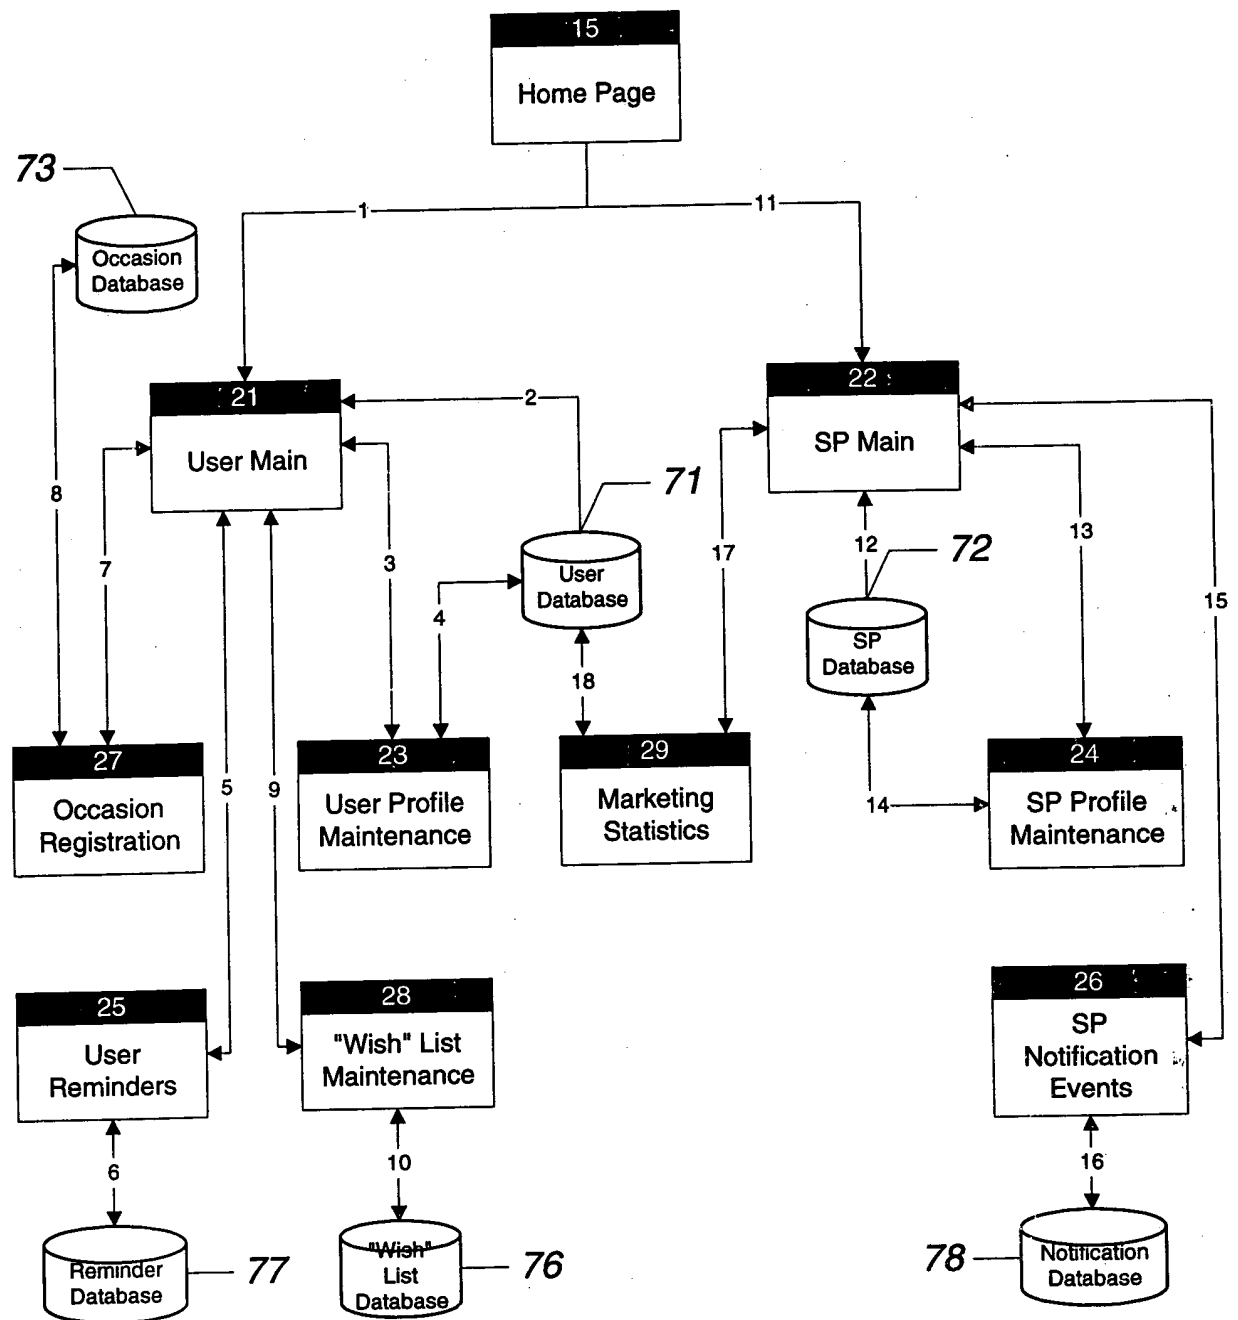 15
Home Page
73
1
11
Occasion
Database
21
User Main
2
22
SP Main
8
7
3
71
User
Database
4
17
12
72
13
15
SP
Database
18
27
Occasion
Registration
5
9
23
User Profile
Maintenance
29
Marketing
Statistics
14
24
SP Profile
Maintenance
25
User
Reminders
28
"Wish" List
Maintenance
26
SP
Notification
Events
6
10
16
Reminder
Database
77
"Wish"
List
Database
76
78
Notification
Database